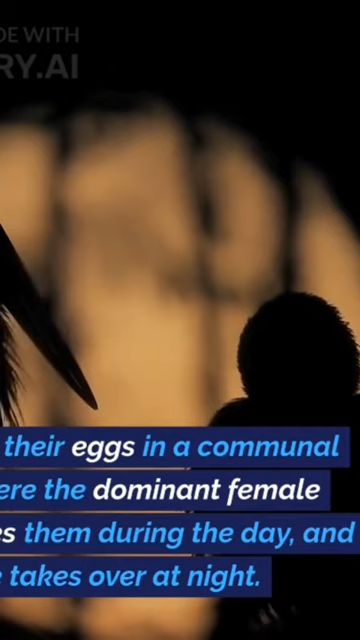 DE WITH
RY.AI
their eggs in a communal
ere the dominant female
es them during the day, and
e takes over at night.